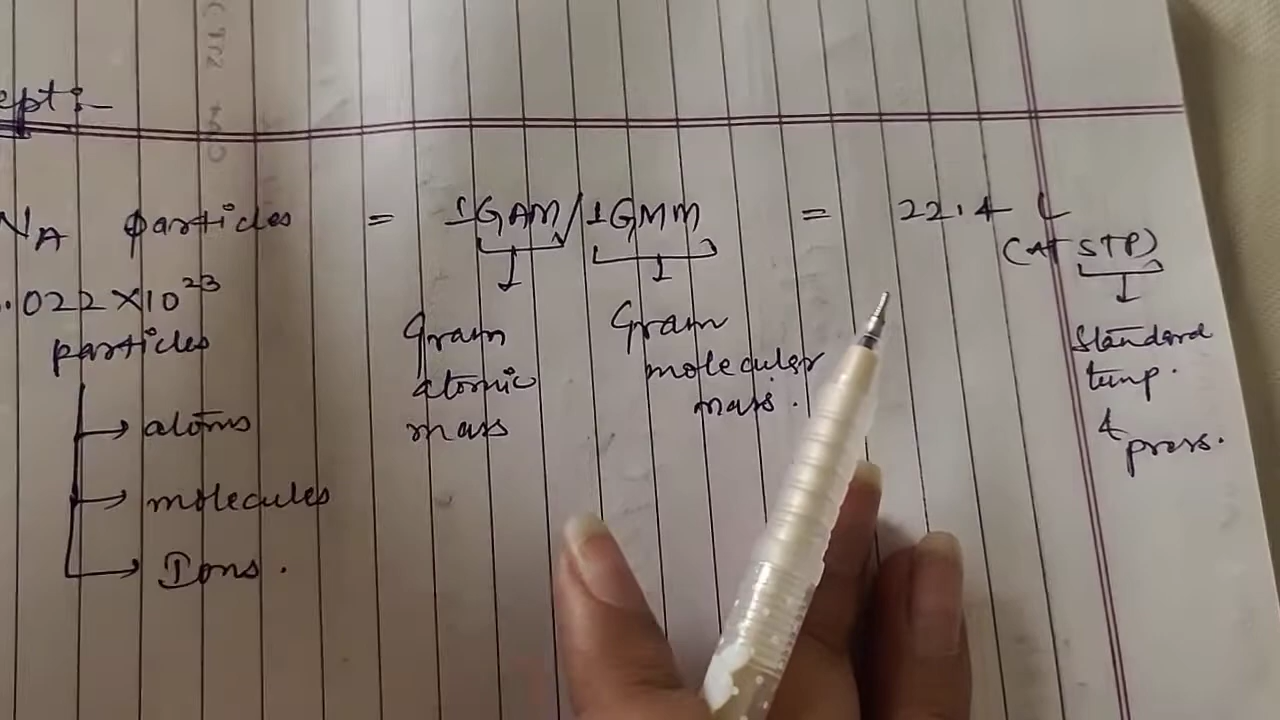 ept :-
NA particles = 1GAM/1GMM = 22.4 L
(AT STP)
.022 × 10²³
particles
atoms
molecules
Ions.
Gram
atomic
mass
Gram
molecular
mass.
Standard
temp.
& press.